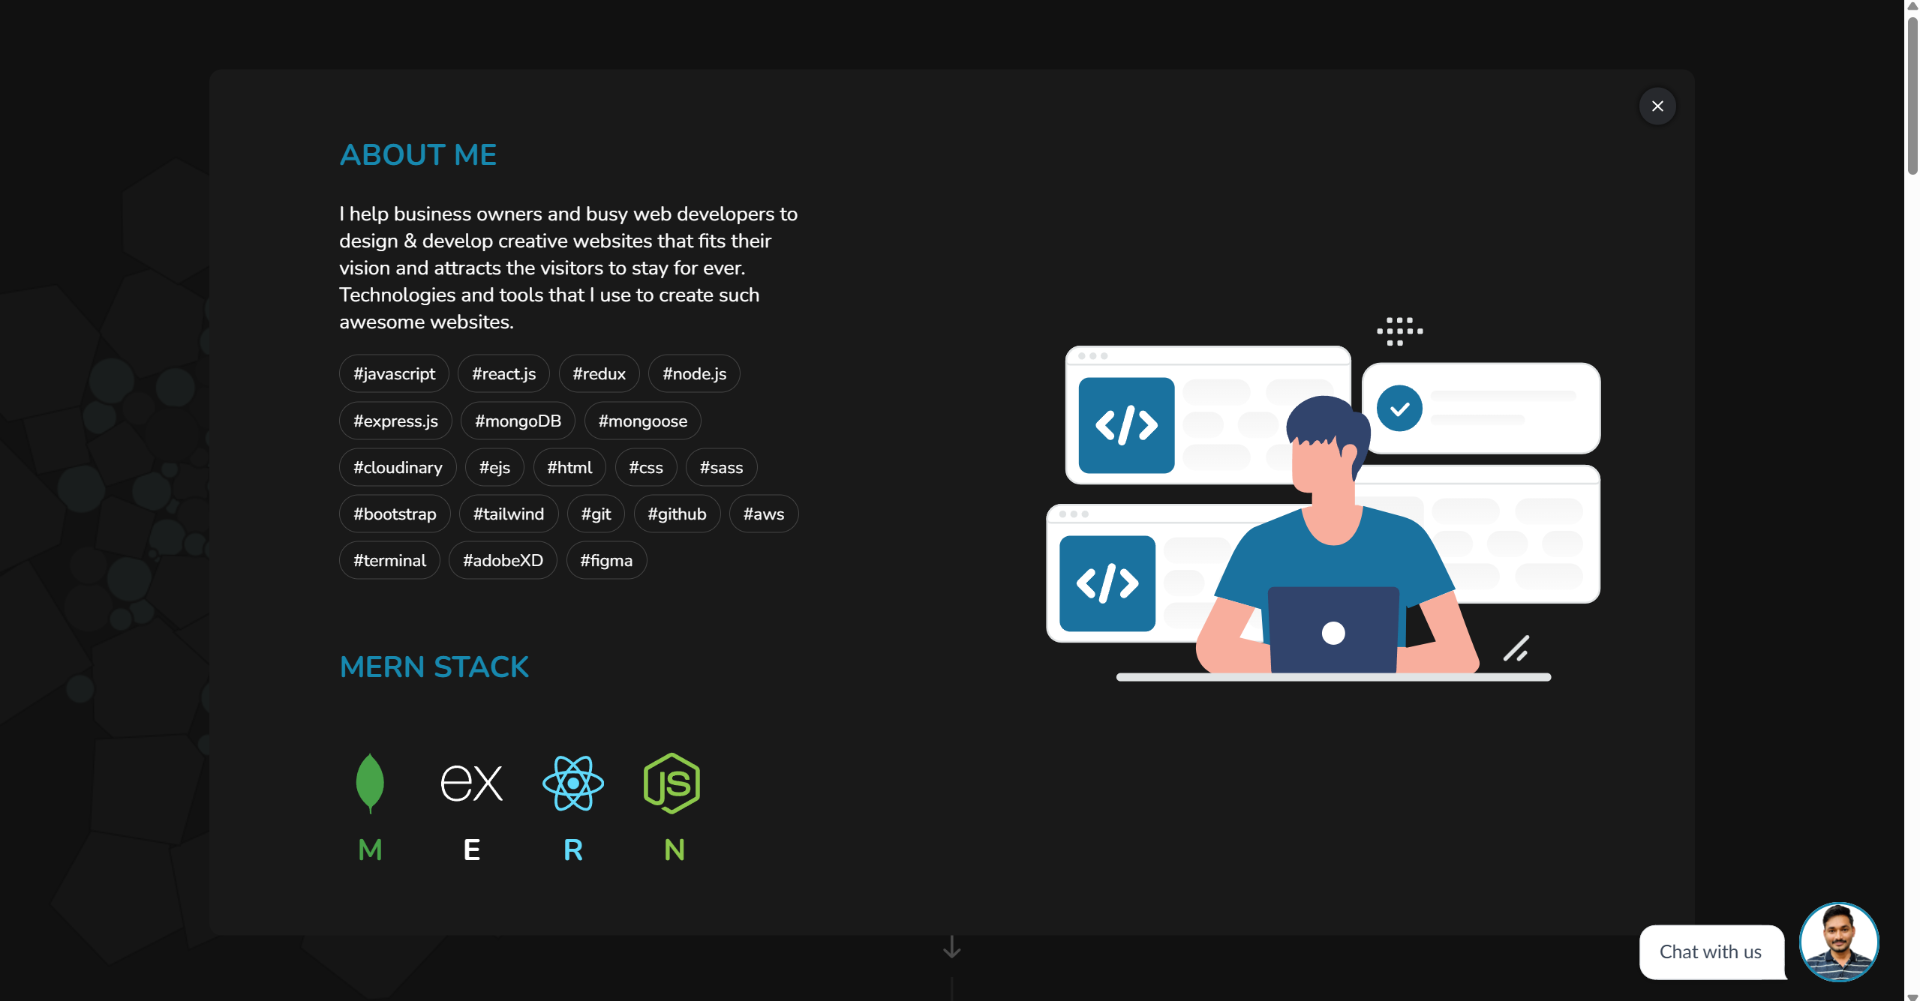 ABOUT ME
I help business owners and busy web developers to
design & develop creative websites that fits their
vision and attracts the visitors to stay for ever.
Technologies and tools that I use to create such
awesome websites.
#javascript #react.js #redux #node.js
#express.js #mongoDB #mongoose
#cloudinary #ejs #html #css #sass
#bootstrap #tailwind #git #github #aws
#terminal #adobeXD #figma
MERN STACK
ex JS
M E R N
</> 
</>
Chat with us